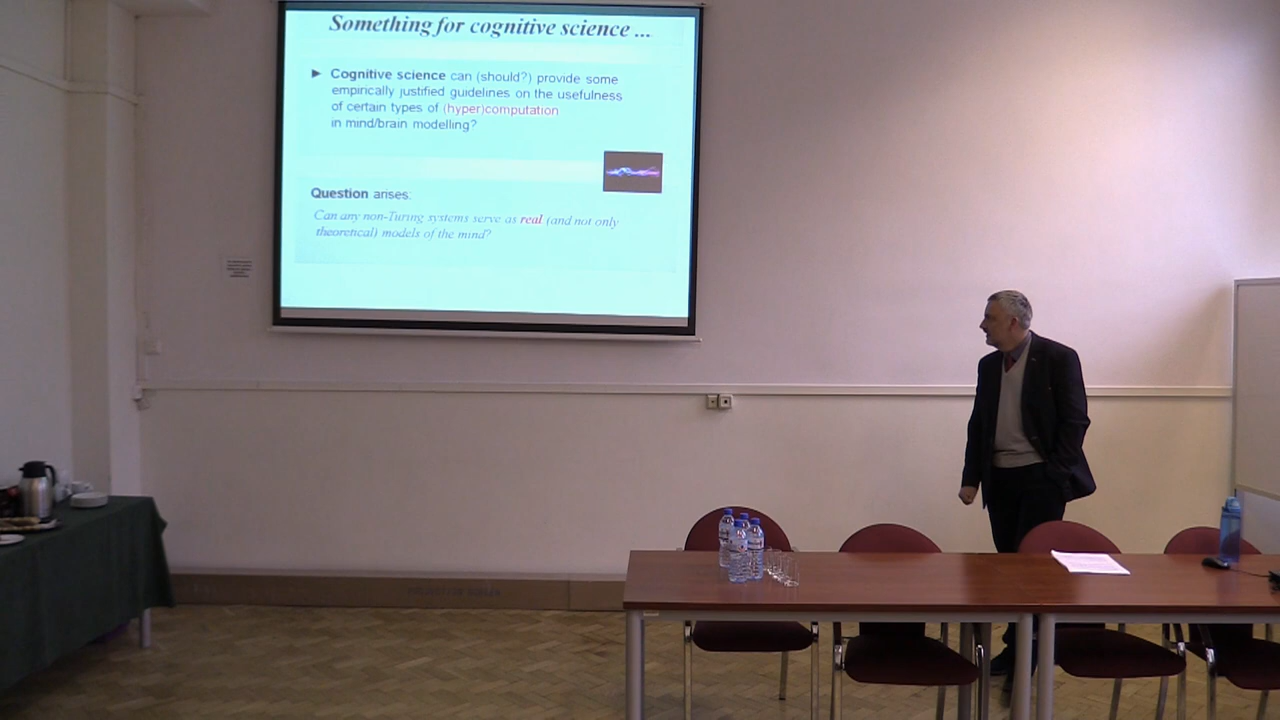 Something for cognitive science ...
► Cognitive science can (should?) provide some
empirically justified guidelines on the usefulness
of certain types of (hyper)computation
in mind/brain modelling?
Question arises:
Can any non-Turing systems serve as real (and not only
theoretical) models of the mind?